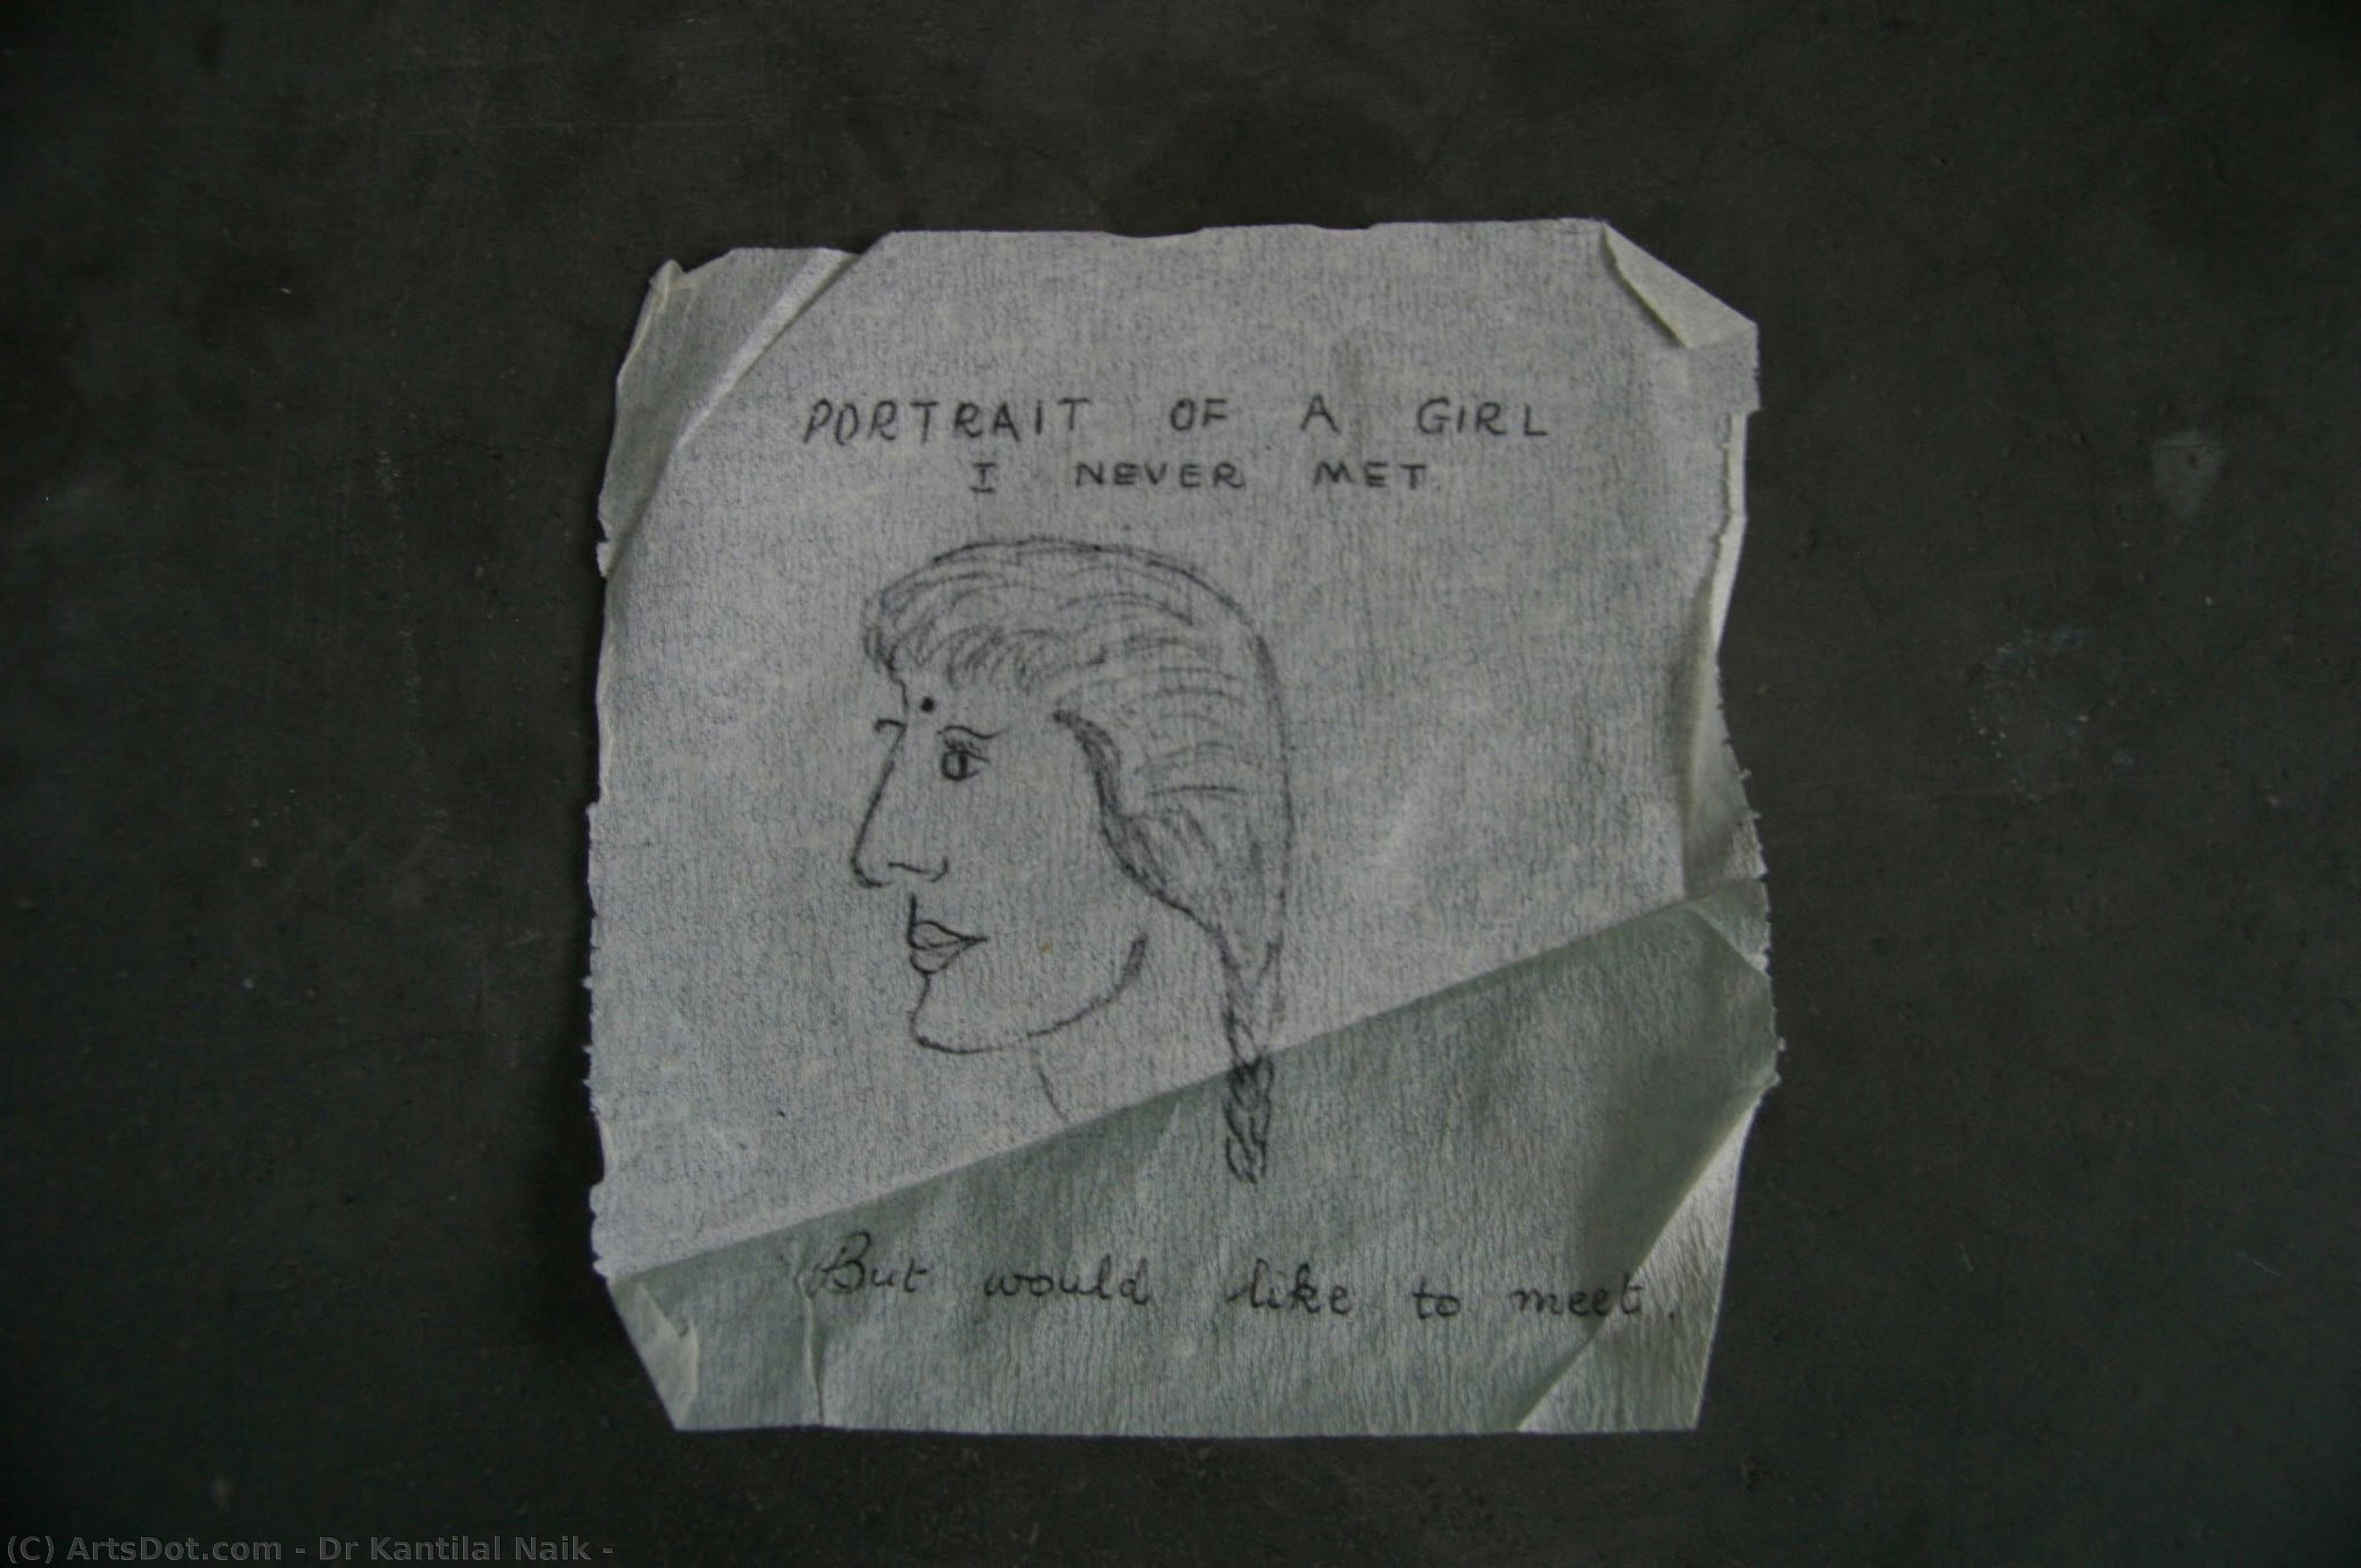 PORTRAIT OF A GIRL
I NEVER MET.
But would like to meet.
(C) ArtsDot.com - Dr Kantilal Naik -